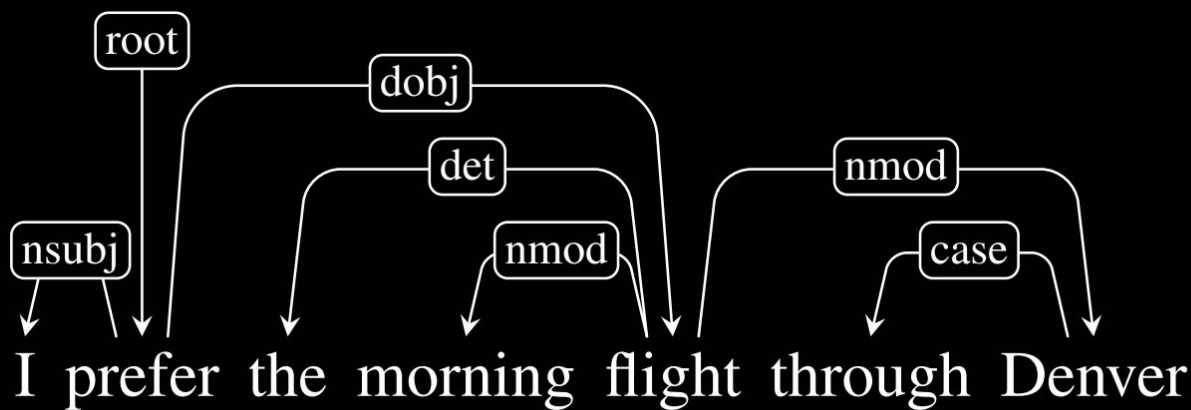 root
dobj
det
nmod
nsubj
nmod
case
I prefer the morning flight through Denver